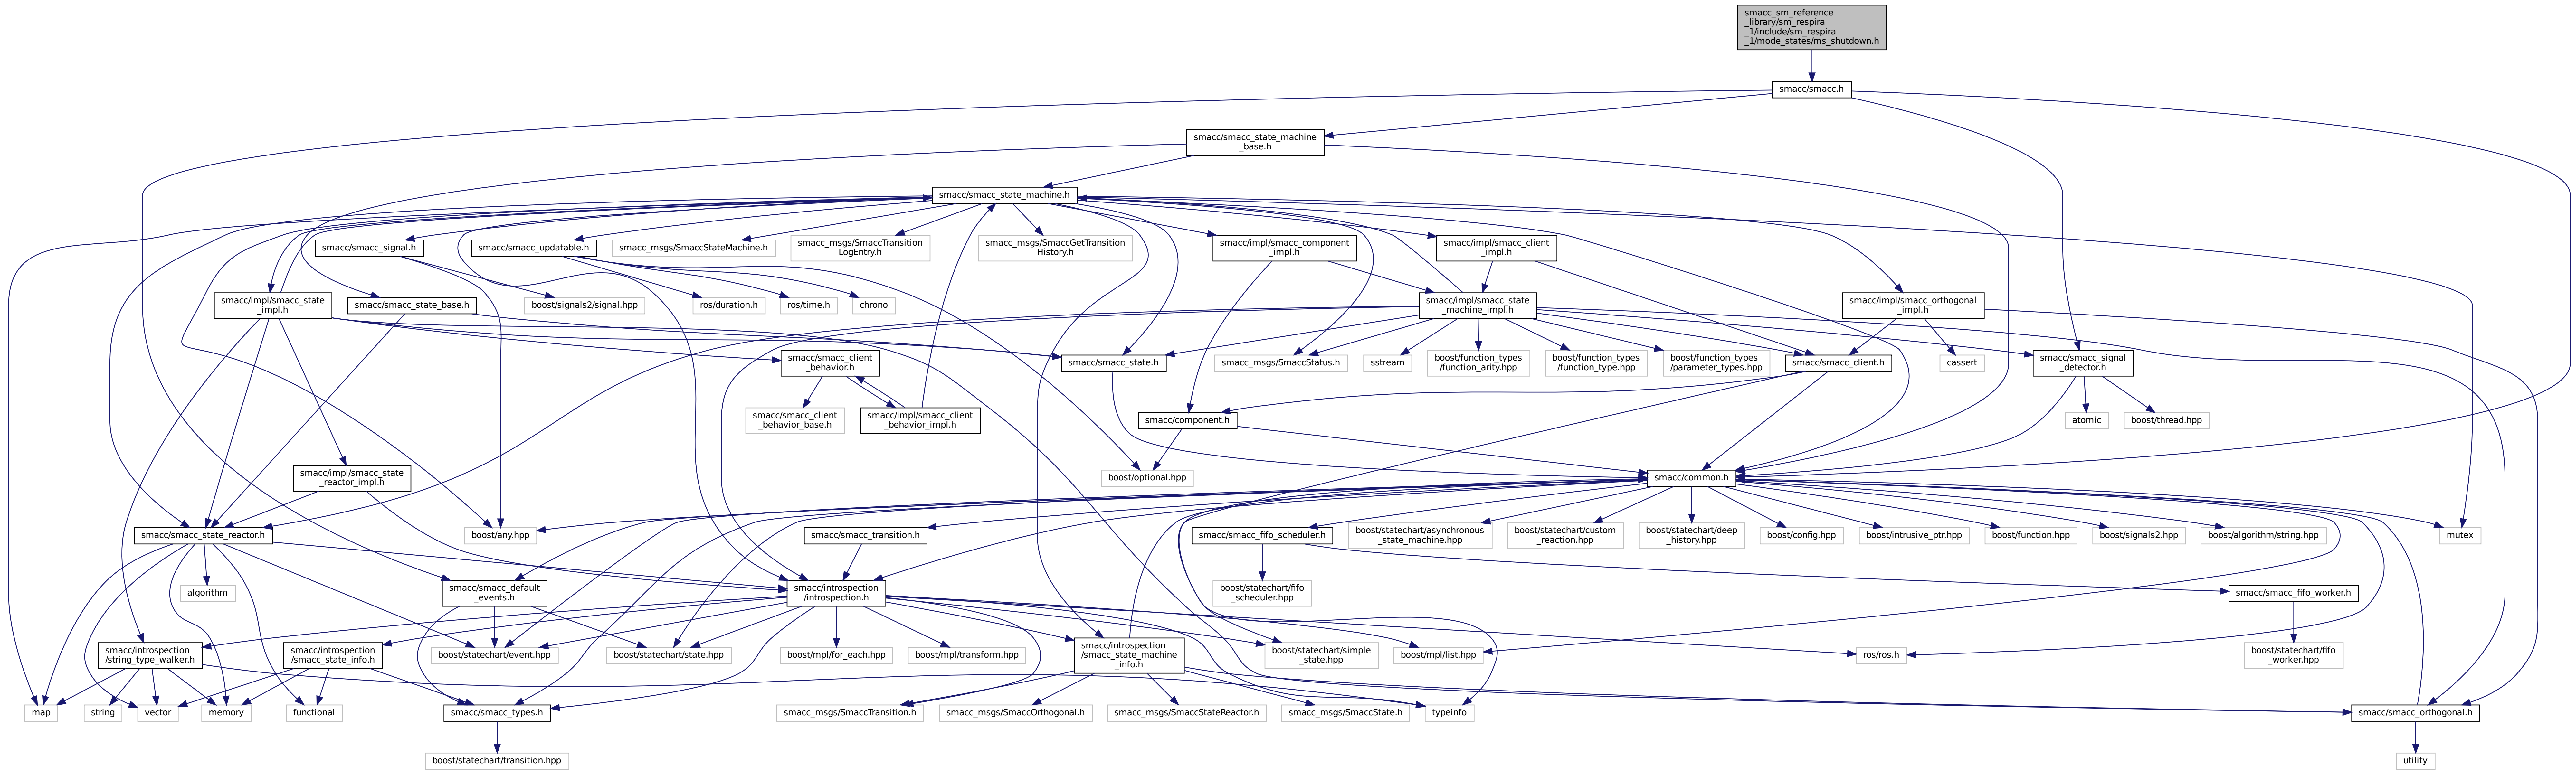 smacc_sm_reference
_library/sm_respira
_1/include/sm_respira
_1/mode_states/ms_shutdown.h
smacc/smacc.h
smacc/smacc_state_machine
_base.h
smacc/smacc_state_machine.h
smacc/smacc_signal.h
smacc/smacc_updatable.h
smacc_msgs/SmaccStateMachine.h
smacc_msgs/SmaccTransition
LogEntry.h
smacc_msgs/SmaccGetTransition
History.h
smacc/impl/smacc_component
_impl.h
smacc/impl/smacc_client
_impl.h
smacc/impl/smacc_state
_impl.h
smacc/smacc_state_base.h
boost/signals2/signal.hpp
ros/duration.h
ros/time.h
chrono
smacc/impl/smacc_state
_machine_impl.h
smacc/impl/smacc_orthogonal
_impl.h
smacc/smacc_client
_behavior.h
smacc/smacc_state.h
smacc_msgs/SmaccStatus.h
sstream
boost/function_types
/function_arity.hpp
boost/function_types
/function_type.hpp
boost/function_types
/parameter_types.hpp
smacc/smacc_client.h
cassert
smacc/smacc_signal
_detector.h
smacc/smacc_client
_behavior_base.h
smacc/impl/smacc_client
_behavior_impl.h
smacc/component.h
atomic
boost/thread.hpp
smacc/impl/smacc_state
_reactor_impl.h
boost/optional.hpp
smacc/common.h
smacc/smacc_state_reactor.h
boost/any.hpp
smacc/smacc_transition.h
smacc/smacc_fifo_scheduler.h
boost/statechart/asynchronous
_state_machine.hpp
boost/statechart/custom
_reaction.hpp
boost/statechart/deep
_history.hpp
boost/config.hpp
boost/intrusive_ptr.hpp
boost/function.hpp
boost/signals2.hpp
boost/algorithm/string.hpp
mutex
algorithm
smacc/smacc_default
_events.h
smacc/introspection
/introspection.h
boost/statechart/fifo
_scheduler.hpp
smacc/smacc_fifo_worker.h
smacc/introspection
/string_type_walker.h
smacc/introspection
/smacc_state_info.h
boost/statechart/event.hpp
boost/statechart/state.hpp
boost/mpl/for_each.hpp
boost/mpl/transform.hpp
smacc/introspection
/smacc_state_machine
_info.h
boost/statechart/simple
_state.hpp
boost/mpl/list.hpp
ros/ros.h
boost/statechart/fifo
_worker.hpp
map
string
vector
memory
functional
smacc/smacc_types.h
smacc_msgs/SmaccTransition.h
smacc_msgs/SmaccOrthogonal.h
smacc_msgs/SmaccStateReactor.h
smacc_msgs/SmaccState.h
typeinfo
smacc/smacc_orthogonal.h
boost/statechart/transition.hpp
utility